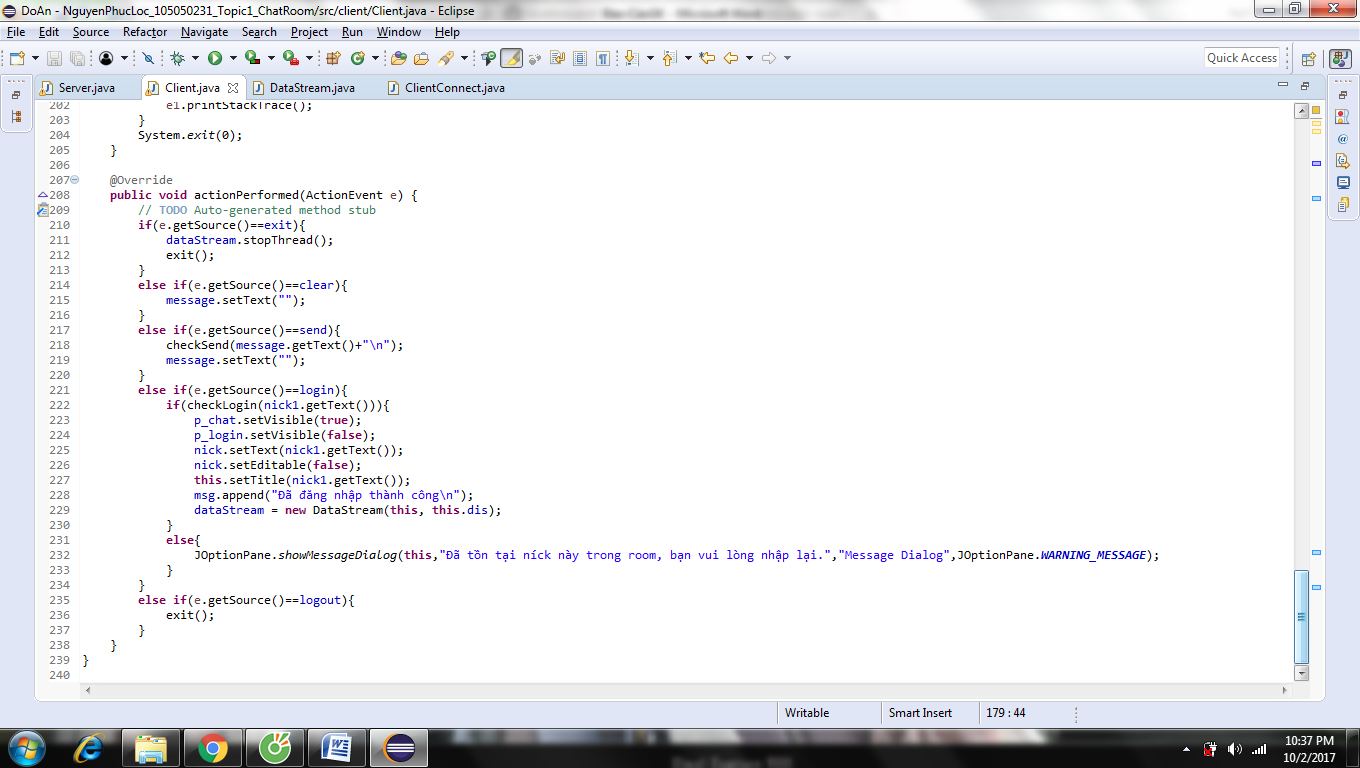 DoAn - NguyenPhucLoc_105050231_Topic1_ChatRoom/src/client/Client.java - Eclipse
File Edit Source Refactor Navigate Search Project Run Window Help
Quick Access
Server.java Client.java DataStream.java ClientConnect.java
202 e1.printStackTrace();
203 }
204 System.exit(0);
205 }
206
207 @Override
208 public void actionPerformed(ActionEvent e) {
209 // TODO Auto-generated method stub
210 if(e.getSource()==exit){
211 dataStream.stopThread();
212 exit();
213 }
214 else if(e.getSource()==clear){
215 message.setText("");
216 }
217 else if(e.getSource()==send){
218 checkSend(message.getText()+"\n");
219 message.setText("");
220 }
221 else if(e.getSource()==login){
222 if(checkLogin(nick1.getText())){
223 p_chat.setVisible(true);
224 p_login.setVisible(false);
225 nick.setText(nick1.getText());
226 nick.setEditable(false);
227 this.setTitle(nick1.getText());
228 msg.append("Đã đăng nhập thành công\n");
229 dataStream = new DataStream(this, this.dis);
230 }
231 else{
232 JOptionPane.showMessageDialog(this,"Đã tồn tại níck này trong room, bạn vui lòng nhập lại.","Message Dialog",JOptionPane.WARNING_MESSAGE);
233 }
234 }
235 else if(e.getSource()==logout){
236 exit();
237 }
238 }
239 }
240
Writable Smart Insert 179 : 44
10:37 PM
10/2/2017